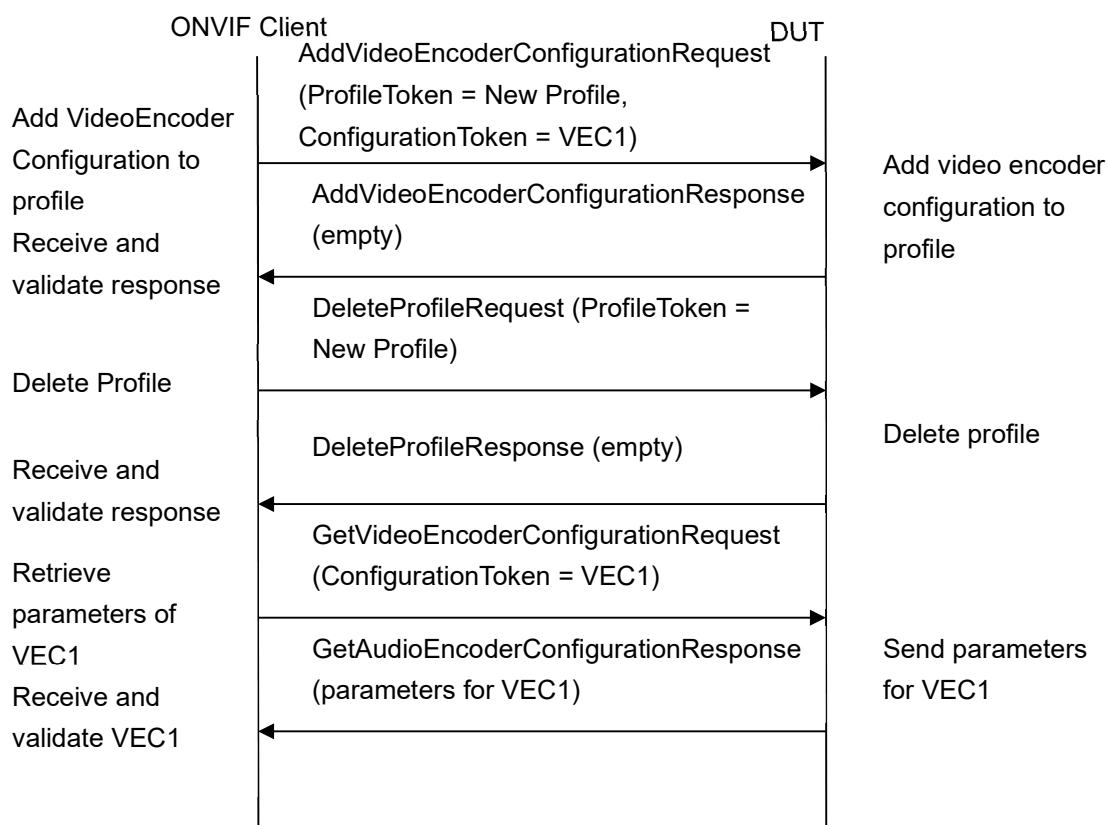 ONVIF Client
DUT
AddVideoEncoderConfigurationRequest
(ProfileToken = New Profile,
ConfigurationToken = VEC1)
Add VideoEncoder
Configuration to
profile
Add video encoder
configuration to
profile
AddVideoEncoderConfigurationResponse
(empty)
Receive and
validate response
DeleteProfileRequest (ProfileToken =
New Profile)
Delete Profile
Delete profile
DeleteProfileResponse (empty)
Receive and
validate response
GetVideoEncoderConfigurationRequest
(ConfigurationToken = VEC1)
Retrieve
parameters of
VEC1
GetAudioEncoderConfigurationResponse
(parameters for VEC1)
Send parameters
for VEC1
Receive and
validate VEC1